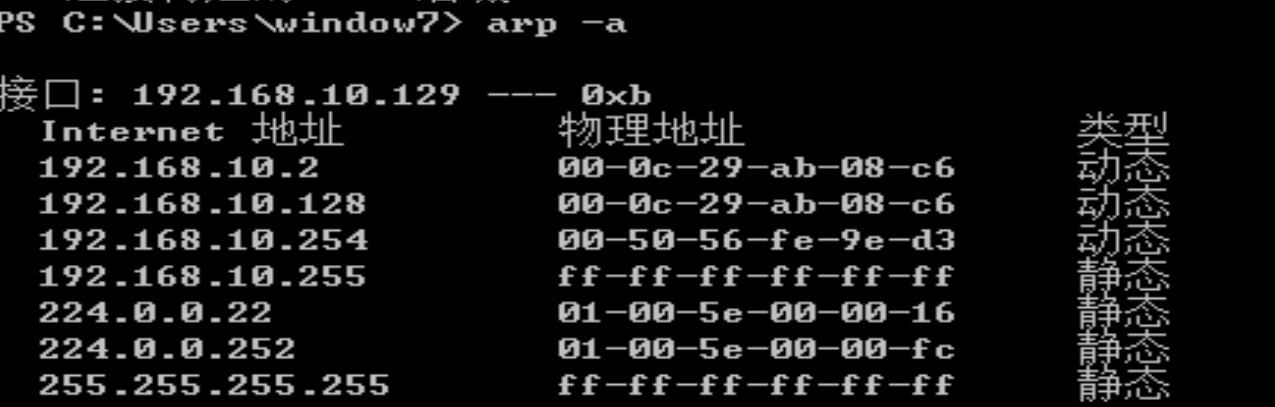 PS C:\Users\window7> arp -a
接口: 192.168.10.129 --- 0xb
Internet 地址 物理地址 类型
192.168.10.2 00-0c-29-ab-08-c6 动态
192.168.10.128 00-0c-29-ab-08-c6 动态
192.168.10.254 00-50-56-fe-9e-d3 动态
192.168.10.255 ff-ff-ff-ff-ff-ff 静态
224.0.0.22 01-00-5e-00-00-16 静态
224.0.0.252 01-00-5e-00-00-fc 静态
255.255.255.255 ff-ff-ff-ff-ff-ff 静态